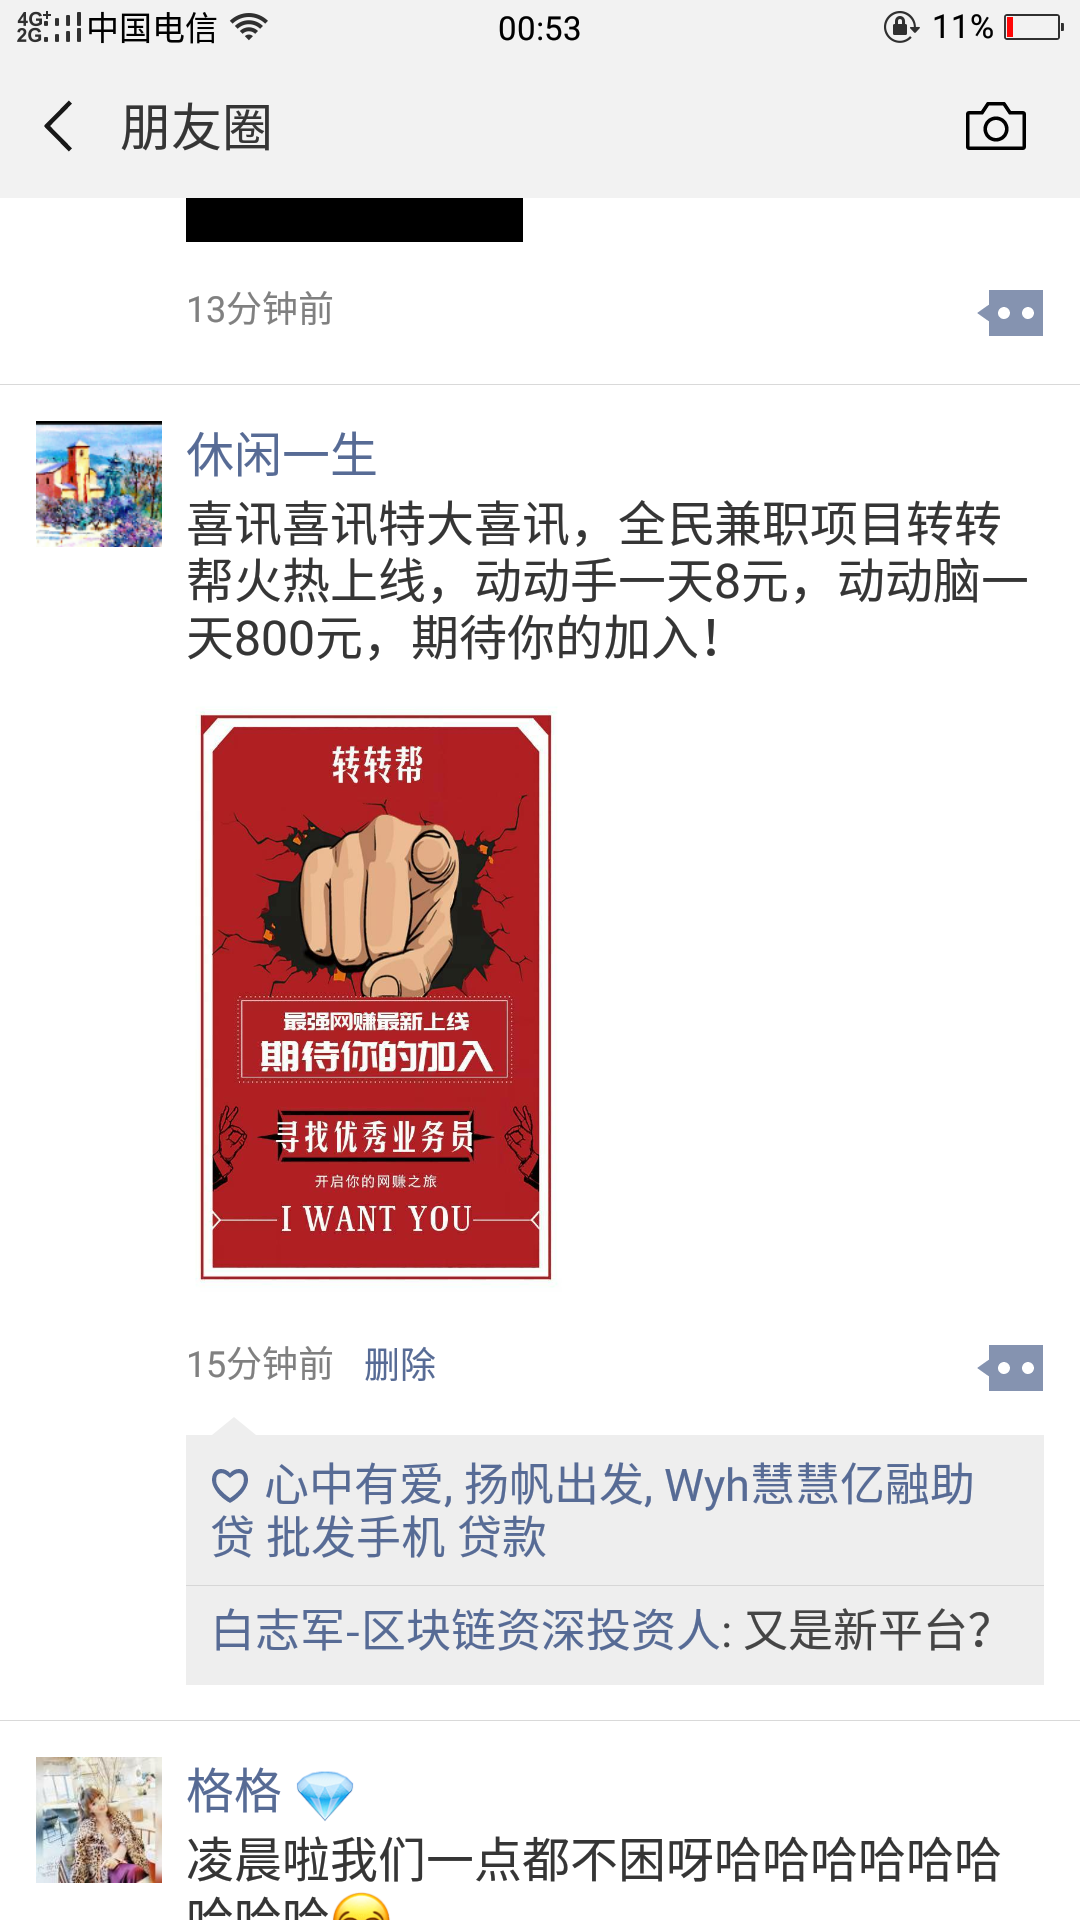 4G+ 2G 中国电信 00:53 11%
朋友圈
13分钟前
休闲一生
喜讯喜讯特大喜讯，全民兼职项目转转
帮火热上线，动动手一天8元，动动脑一
天800元，期待你的加入！
转转帮
最强网赚最新上线
期待你的加入
寻找优秀业务员
开启你的网赚之旅
I WANT YOU
15分钟前 删除
心中有爱, 扬帆出发, Wyh慧慧亿融助
贷 批发手机 贷款
白志军-区块链资深投资人: 又是新平台？
格格
凌晨啦我们一点都不困呀哈哈哈哈哈哈
哈哈哈